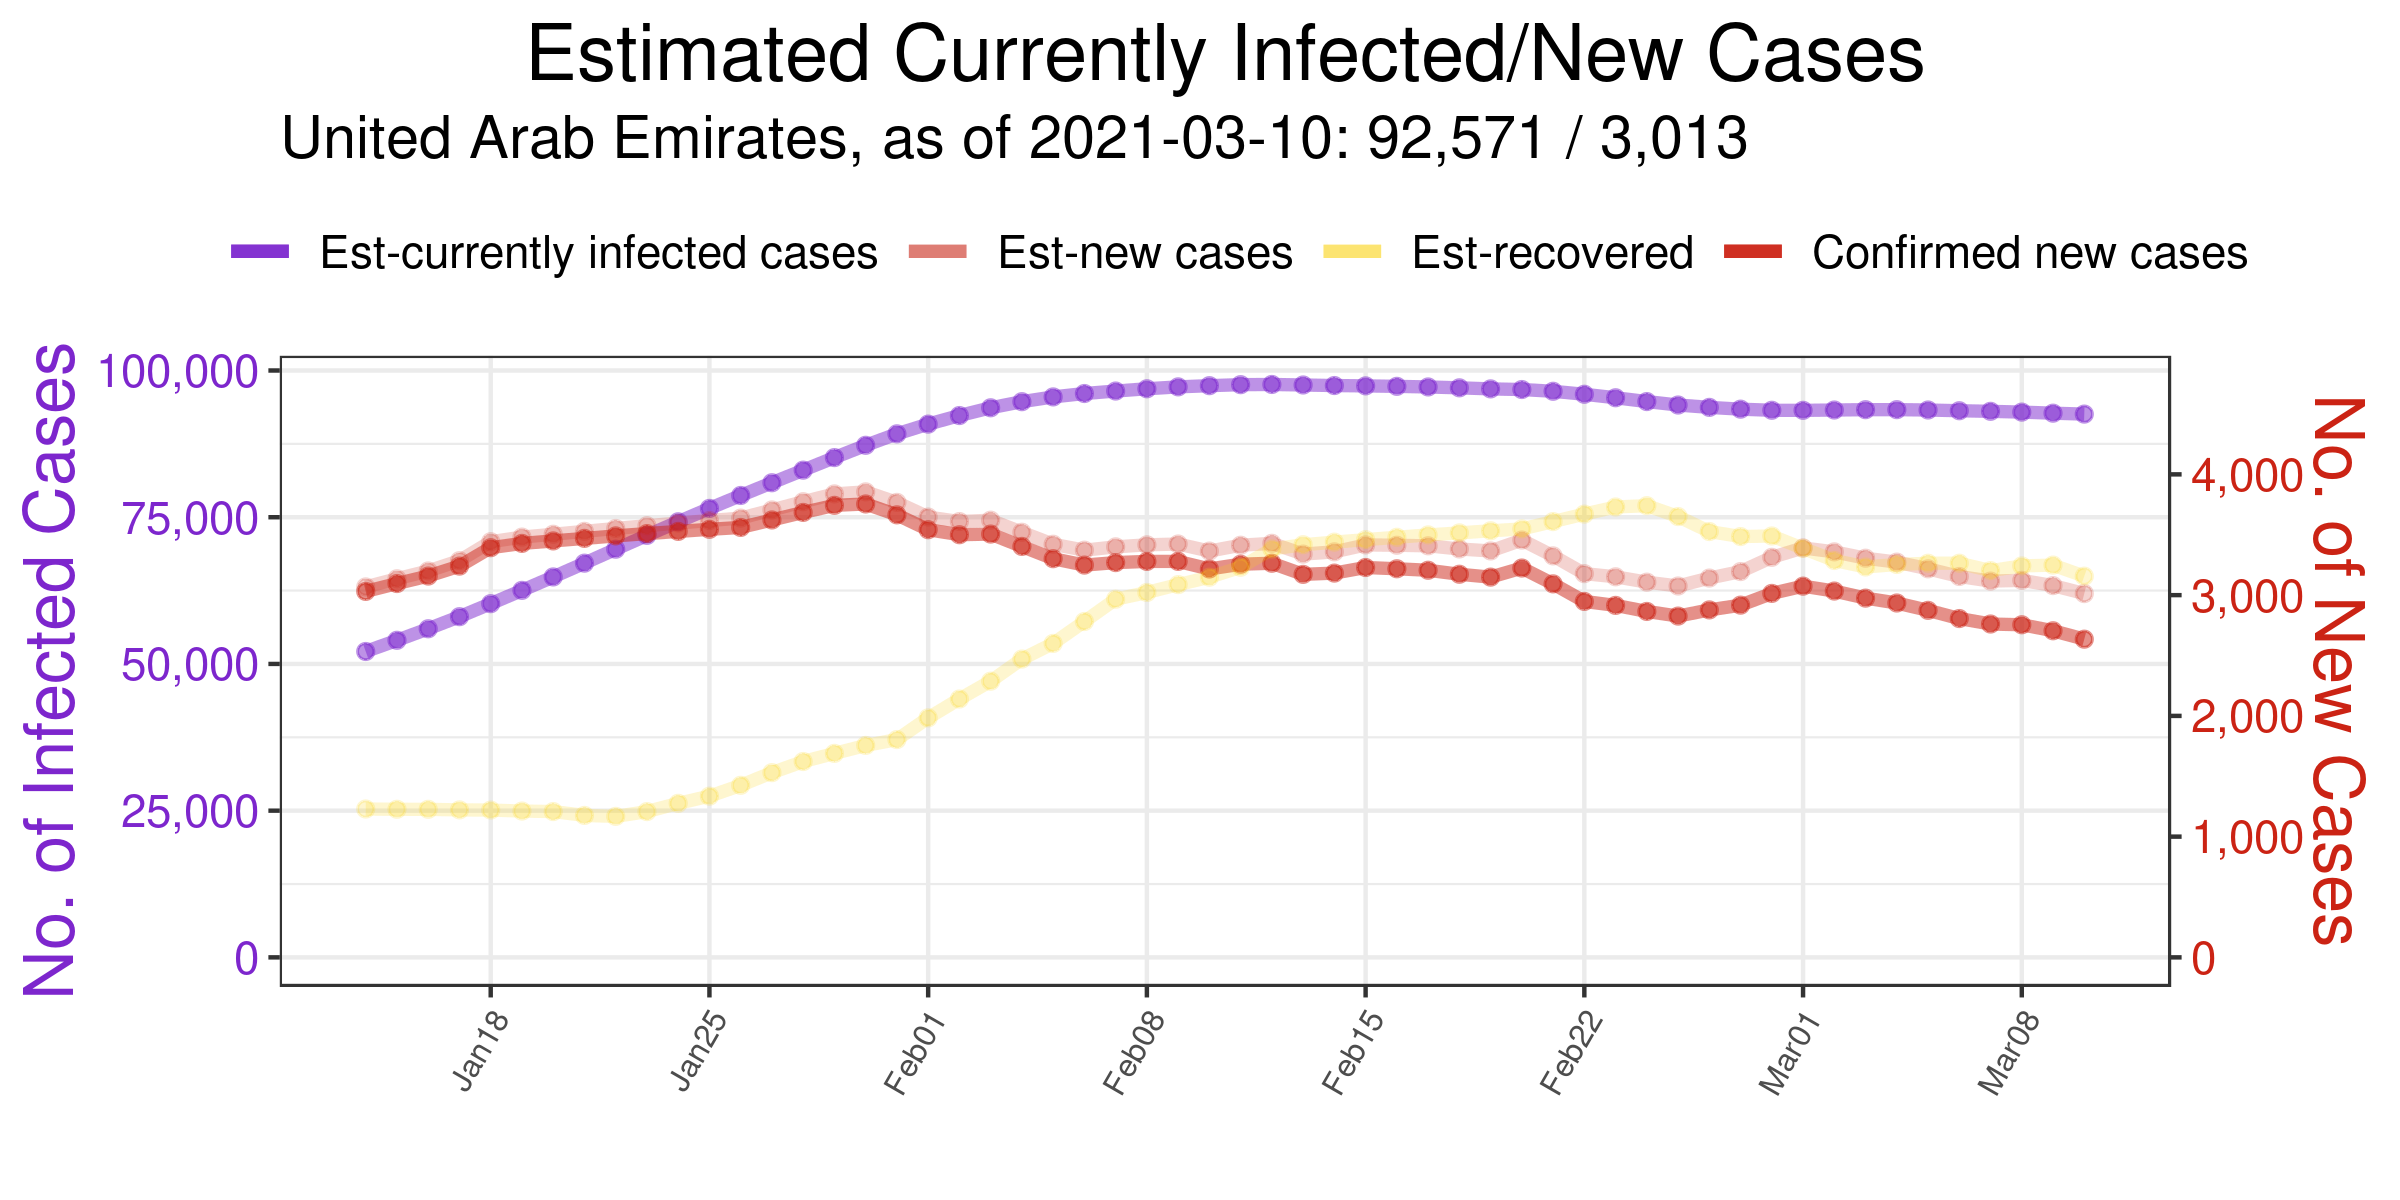 Estimated Currently Infected/New Cases
United Arab Emirates, as of 2021-03-10: 92,571 / 3,013
Est-currently infected cases Est-new cases Est-recovered Confirmed new cases
No. of Infected Cases
100,000
75,000
50,000
25,000
0
4,000
3,000
2,000
1,000
0
No. of New Cases
Jan18 Jan25 Feb01 Feb08 Feb15 Feb22 Mar01 Mar08